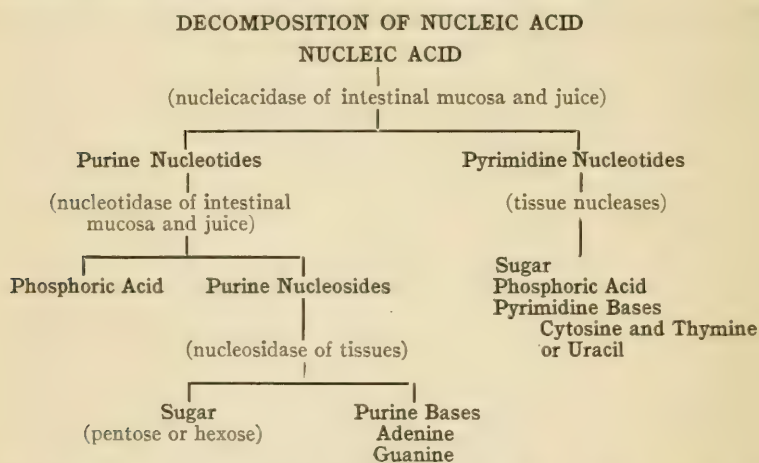 DECOMPOSITION OF NUCLEIC ACID
NUCLEIC ACID
(nucleicacidase of intestinal mucosa and juice)
Purine Nucleotides
(nucleotidase of intestinal
mucosa and juice)
Phosphoric Acid
Purine Nucleosides
(nucleosidase of tissues)
Sugar
(pentose or hexose)
Purine Bases
Adenine
Guanine
Pyrimidine Nucleotides
(tissue nucleases)
Sugar
Phosphoric Acid
Pyrimidine Bases
Cytosine and Thymine
or Uracil